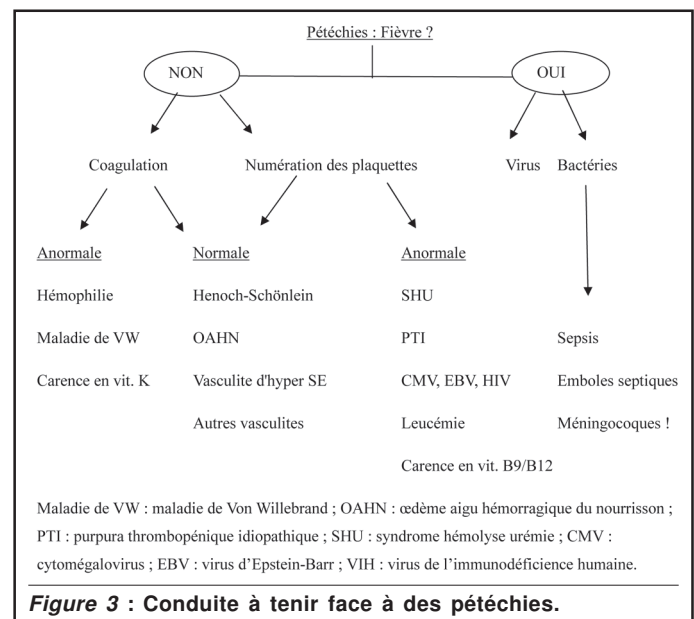 Pétéchies : Fièvre ?
NON
OUI
Coagulation
Numération des plaquettes
Virus
Bactéries
Anormale
Hémophilie
Maladie de VW
Carence en vit. K
Normale
Henoch-Schönlein
OAHN
Vasculite d'hyper SE
Autres vasculites
Anormale
SHU
PTI
CMV, EBV, HIV
Leucémie
Carence en vit. B9/B12
Sepsis
Emboles septiques
Méningocoques !
Maladie de VW : maladie de Von Willebrand ; OAHN : œdème aigu hémorragique du nourrisson ;
PTI : purpura thrombopénique idiopathique ; SHU : syndrome hémolyse urémie ; CMV :
cytomégalovirus ; EBV : virus d’Epstein-Barr ; VIH : virus de l’immunodéficience humaine.
Figure 3 : Conduite à tenir face à des pétéchies.